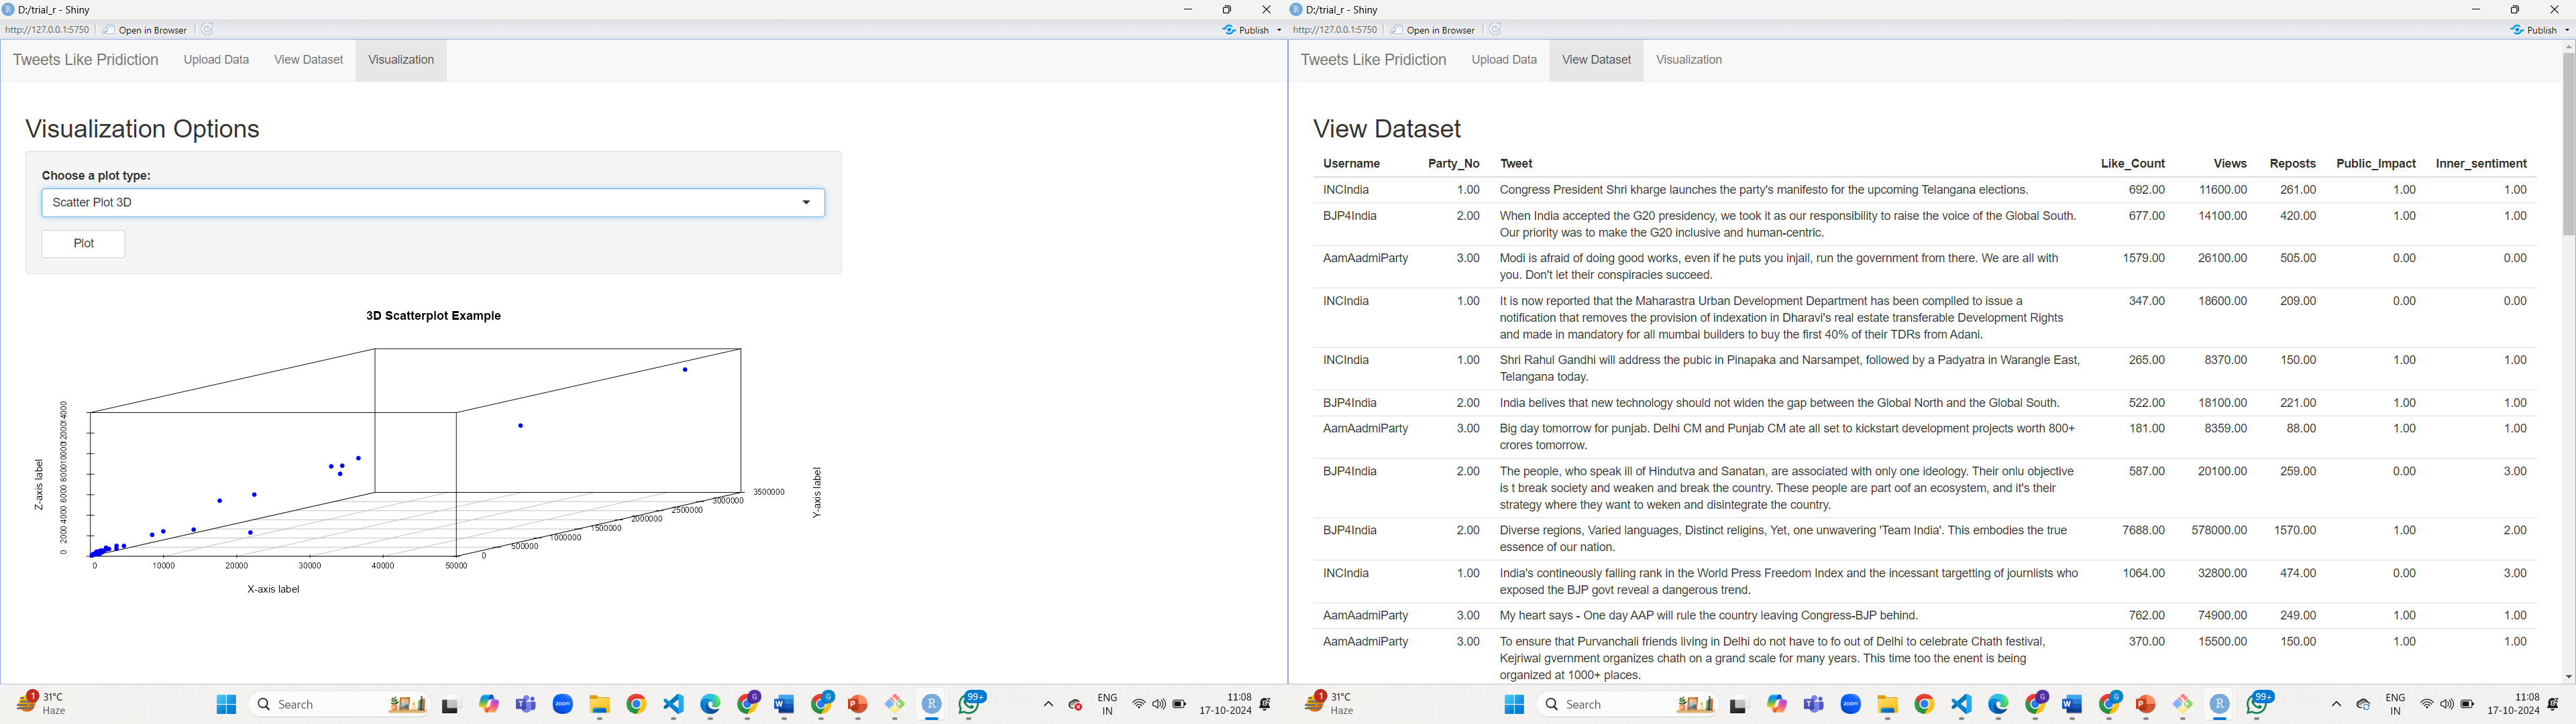 D:/trial_r - Shiny
http://127.0.0.1:5750 Open in Browser Publish
Tweets Like Pridiction Upload Data View Dataset Visualization
Visualization Options
Choose a plot type:
Scatter Plot 3D
Plot
3D Scatterplot Example
Z-axis label
0 2000 4000 6000 8000 10000 12000 14000
0 10000 20000 30000 40000 50000
X-axis label
0 500000 1000000 1500000 2000000 2500000 3000000 3500000
Y-axis label
1 31°C
Haze
Search
zoom
G
W
G
P
R
99+
ENG
IN
11:08
17-10-2024
D:/trial_r - Shiny
http://127.0.0.1:5750 Open in Browser Publish
Tweets Like Pridiction Upload Data View Dataset Visualization
View Dataset
Username Party_No Tweet Like_Count Views Reposts Public_Impact Inner_sentiment
INCIndia 1.00 Congress President Shri kharge launches the party's manifesto for the upcoming Telangana elections. 692.00 11600.00 261.00 1.00 1.00
BJP4India 2.00 When India accepted the G20 presidency, we took it as our responsibility to raise the voice of the Global South. 677.00 14100.00 420.00 1.00 1.00
Our priority was to make the G20 inclusive and human-centric.
AamAadmiParty 3.00 Modi is afraid of doing good works, even if he puts you injail, run the government from there. We are all with 1579.00 26100.00 505.00 0.00 0.00
you. Don't let their conspiracies succeed.
INCIndia 1.00 It is now reported that the Maharastra Urban Development Department has been complled to issue a 347.00 18600.00 209.00 0.00 0.00
notification that removes the provision of indexation in Dharavi's real estate transferable Development Rights
and made in mandatory for all mumbai builders to buy the first 40% of their TDRs from Adani.
INCIndia 1.00 Shri Rahul Gandhi will address the pubic in Pinapaka and Narsampet, followed by a Padyatra in Warangle East, 265.00 8370.00 150.00 1.00 1.00
Telangana today.
BJP4India 2.00 India belives that new technology should not widen the gap between the Global North and the Global South. 522.00 18100.00 221.00 1.00 1.00
AamAadmiParty 3.00 Big day tomorrow for punjab. Delhi CM and Punjab CM ate all set to kickstart development projects worth 800+ 181.00 8359.00 88.00 1.00 1.00
crores tomorrow.
BJP4India 2.00 The people, who speak ill of Hindutva and Sanatan, are associated with only one ideology. Their onlu objective 587.00 20100.00 259.00 0.00 3.00
is t break society and weaken and break the country. These people are part oof an ecosystem, and it's their
strategy where they want to weken and disintegrate the country.
BJP4India 2.00 Diverse regions, Varied languages, Distinct religins, Yet, one unwavering 'Team India'. This embodies the true 7688.00 578000.00 1570.00 1.00 2.00
essence of our nation.
INCIndia 1.00 India's contineously falling rank in the World Press Freedom Index and the incessant targetting of journlists who 1064.00 32800.00 474.00 0.00 3.00
exposed the BJP govt reveal a dangerous trend.
AamAadmiParty 3.00 My heart says - One day AAP will rule the country leaving Congress-BJP behind. 762.00 74900.00 249.00 1.00 1.00
AamAadmiParty 3.00 To ensure that Purvanchali friends living in Delhi do not have to fo out of Delhi to celebrate Chath festival, 370.00 15500.00 150.00 1.00 1.00
Kejriwal gvernment organizes chath on a grand scale for many years. This time too the enent is being
organized at 1000+ places.
1 31°C
Haze
Search
zoom
G
W
G
P
R
99+
ENG
IN
11:08
17-10-2024